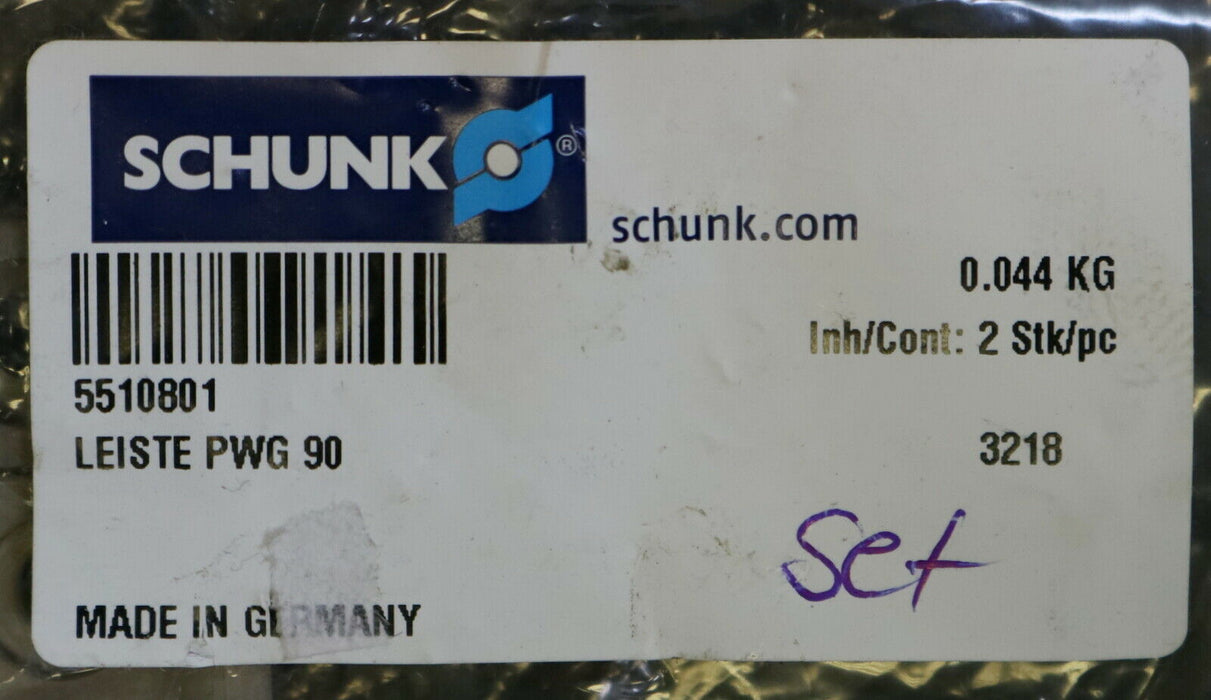 SCHUNK ®
schunk.com
0.044 KG
Inh/Cont: 2 Stk/pc
5510801
LEISTE PWG 90
3218
Set
MADE IN GERMANY